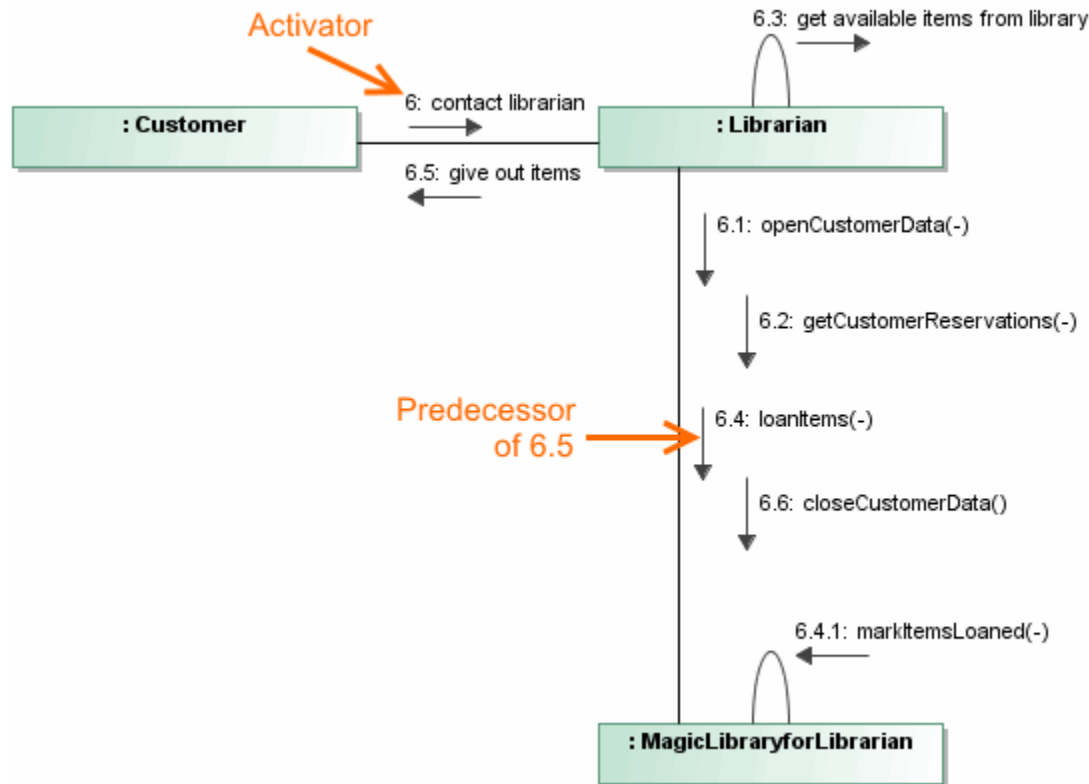 Activator
6.3: get available items from library
6: contact librarian
: Customer
: Librarian
6.5: give out items
6.1: openCustomerData(-)
6.2: getCustomerReservations(-)
Predecessor
of 6.5
6.4: loanItems(-)
6.6: closeCustomerData()
6.4.1: markItemsLoaned(-)
: MagicLibraryforLibrarian